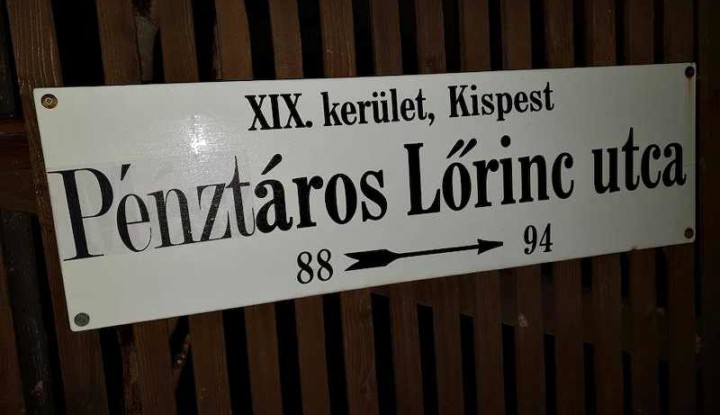 XIX. kerület, Kispest
Pénztáros Lőrinc utca
88 → 94